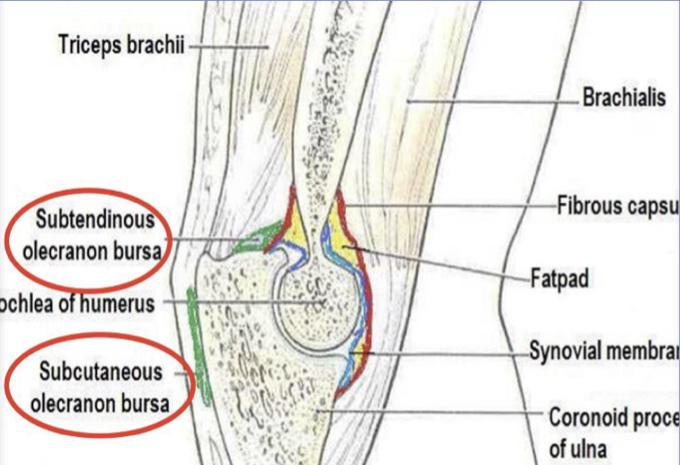 Triceps brachii
Brachialis
Subtendinous
olecranon bursa
Fibrous capsu
Fatpad
ochlea of humerus
Synovial membrar
Subcutaneous
olecranon bursa
Coronoid proce
of ulna